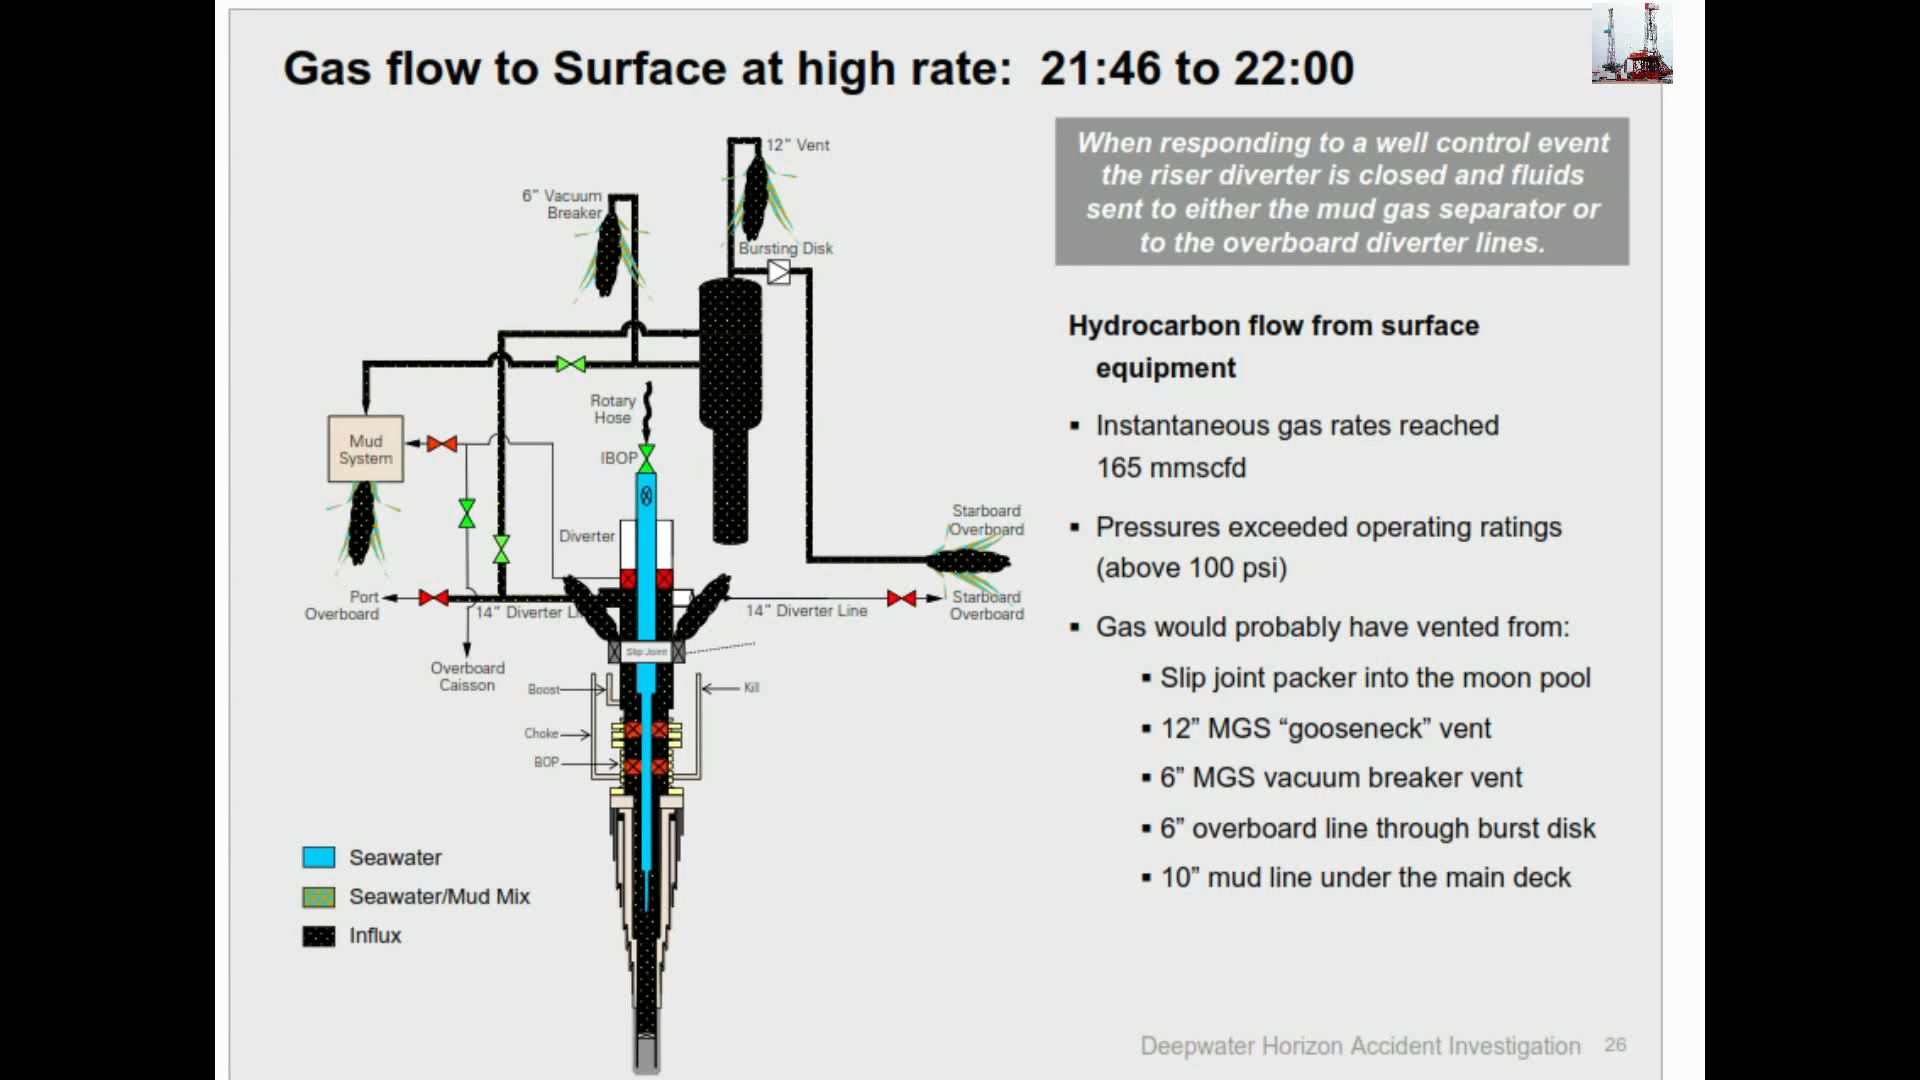 Gas flow to Surface at high rate: 21:46 to 22:00
When responding to a well control event
the riser diverter is closed and fluids
sent to either the mud gas separator or
to the overboard diverter lines.
12" Vent
6" Vacuum
Breaker
Bursting Disk
Rotary
Hose
IBOP
Mud
System
Diverter
Starboard
Overboard
Port
Overboard
14" Diverter Li
14" Diverter Line
Starboard
Overboard
Slip Joint
Overboard
Caisson
Boost
Kill
Choke
BOP
Seawater
Seawater/Mud Mix
Influx
Hydrocarbon flow from surface
equipment
▪ Instantaneous gas rates reached
165 mmscfd
▪ Pressures exceeded operating ratings
(above 100 psi)
▪ Gas would probably have vented from:
▪ Slip joint packer into the moon pool
▪ 12” MGS “gooseneck” vent
▪ 6” MGS vacuum breaker vent
▪ 6” overboard line through burst disk
▪ 10” mud line under the main deck
Deepwater Horizon Accident Investigation 26